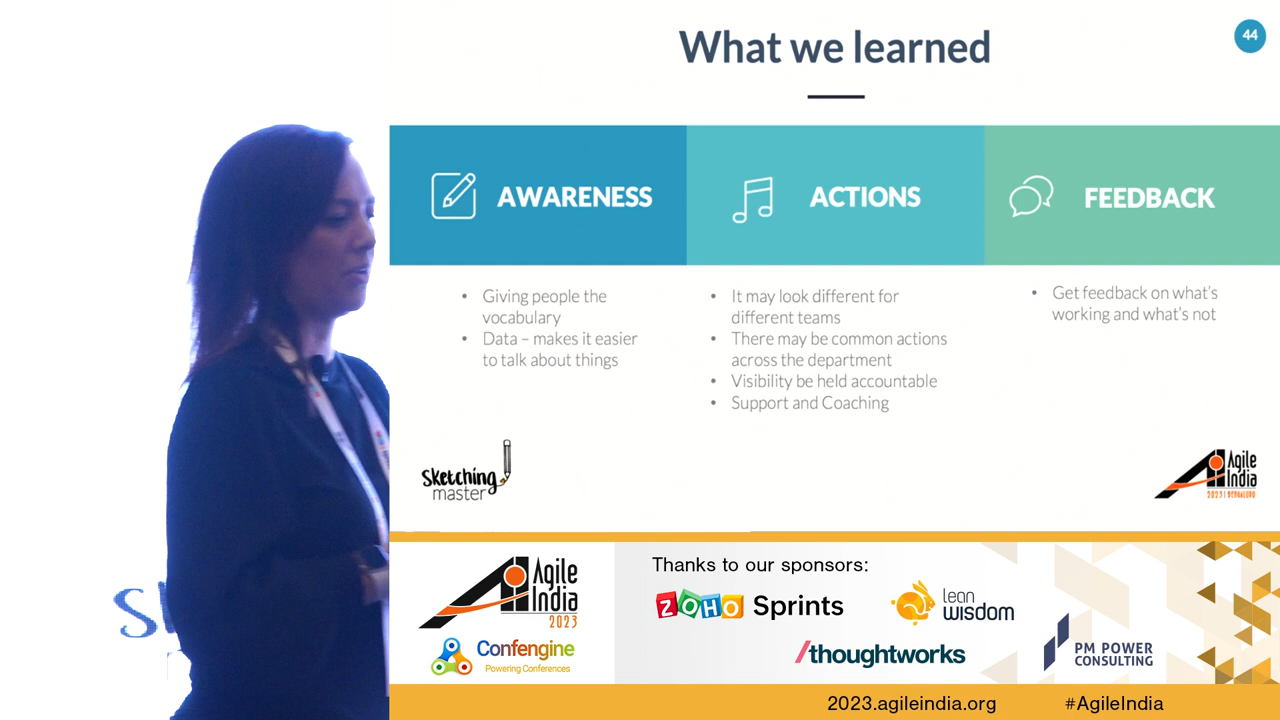 What we learned
44
AWARENESS
ACTIONS
FEEDBACK
• Giving people the
vocabulary
• Data – makes it easier
to talk about things
• It may look different for
different teams
• There may be common actions
across the department
• Visibility be held accountable
• Support and Coaching
• Get feedback on what's
working and what's not
Sketching
master
Agile
India
2023 | BENGALURU
Sk
Agile
India
2023
Confengine
Powering Conferences
Thanks to our sponsors:
ZOHO Sprints
lean
wisdom
/thoughtworks
PM POWER
CONSULTING
2023.agileindia.org
#AgileIndia